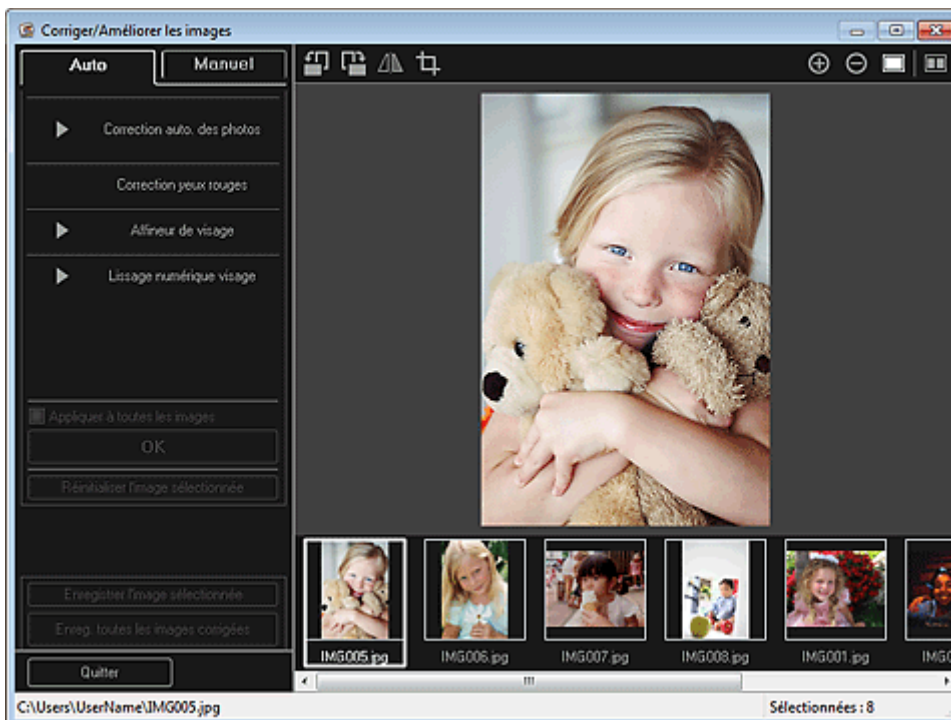 Corriger/Améliorer les images
Auto
Manuel
Correction auto. des photos
Correction yeux rouges
Affineur de visage
Lissage numérique visage
Appliquer à toutes les images
OK
Réinitialiser l'image sélectionnée
Enregistrer l'image sélectionnée
Enreg. toutes les images corrigées
Quitter
IMG005.jpg
IMG006.jpg
IMG007.jpg
IMG008.jpg
IMG001.jpg
IMG0
C:\Users\UserName\IMG005.jpg
Sélectionnées : 8